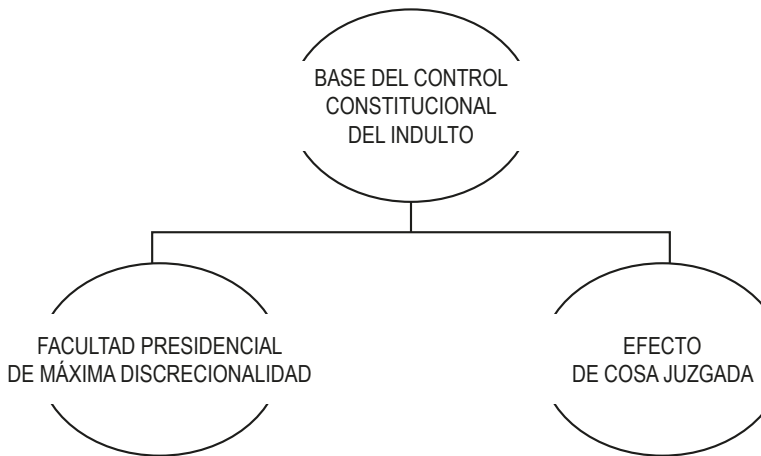 BASE DEL CONTROL
CONSTITUCIONAL
DEL INDULTO
FACULTAD PRESIDENCIAL
DE MÁXIMA DISCRECIONALIDAD
EFECTO
DE COSA JUZGADA